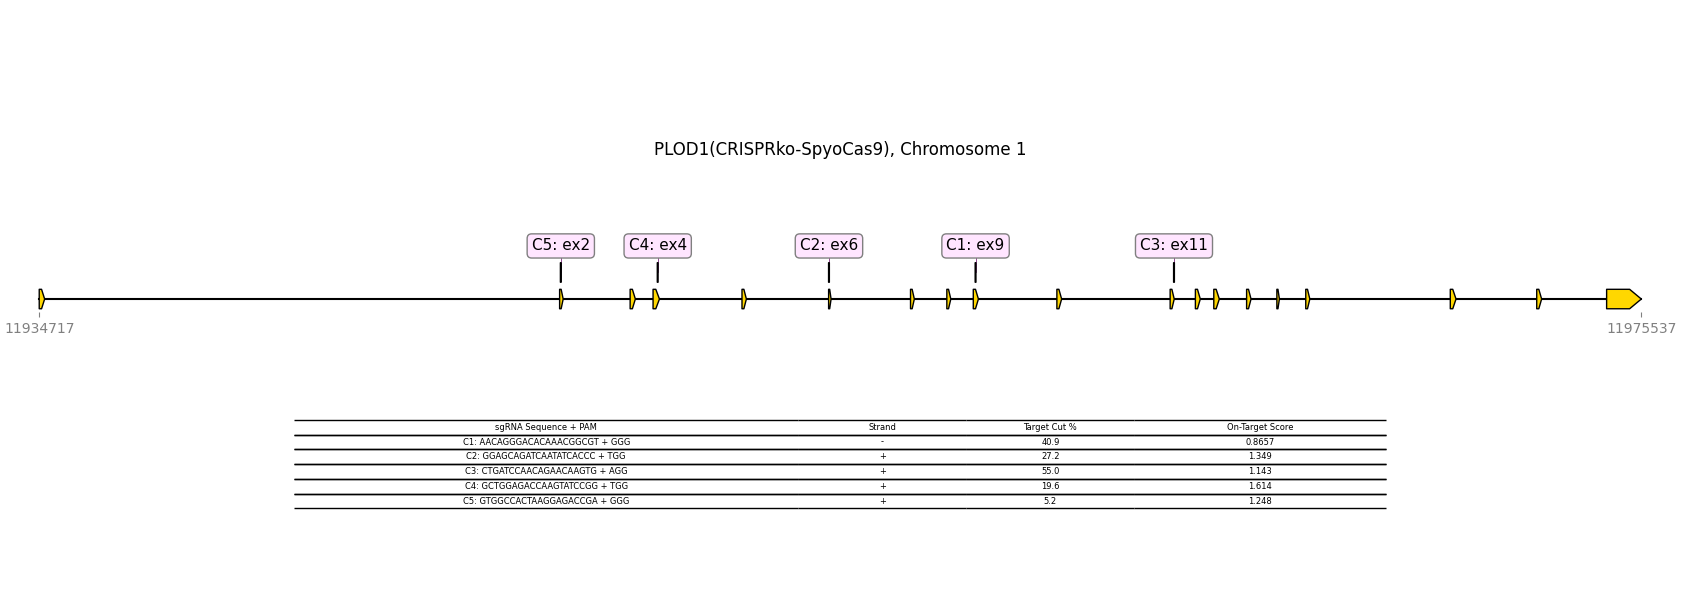 PLOD1(CRISPRko-SpyoCas9), Chromosome 1
C5: ex2 C4: ex4 C2: ex6 C1: ex9 C3: ex11
11934717 11975537
sgRNA Sequence + PAM Strand Target Cut % On-Target Score
C1: AACAGGGACACAAACGGCGT + GGG - 40.9 0.8657
C2: GGAGCAGATCAATATCACCC + TGG + 27.2 1.349
C3: CTGATCCAACAGAACAAGTG + AGG + 55.0 1.143
C4: GCTGGAGACCAAGTATCCGG + TGG + 19.6 1.614
C5: GTGGCCACTAAGGAGACCGA + GGG + 5.2 1.248